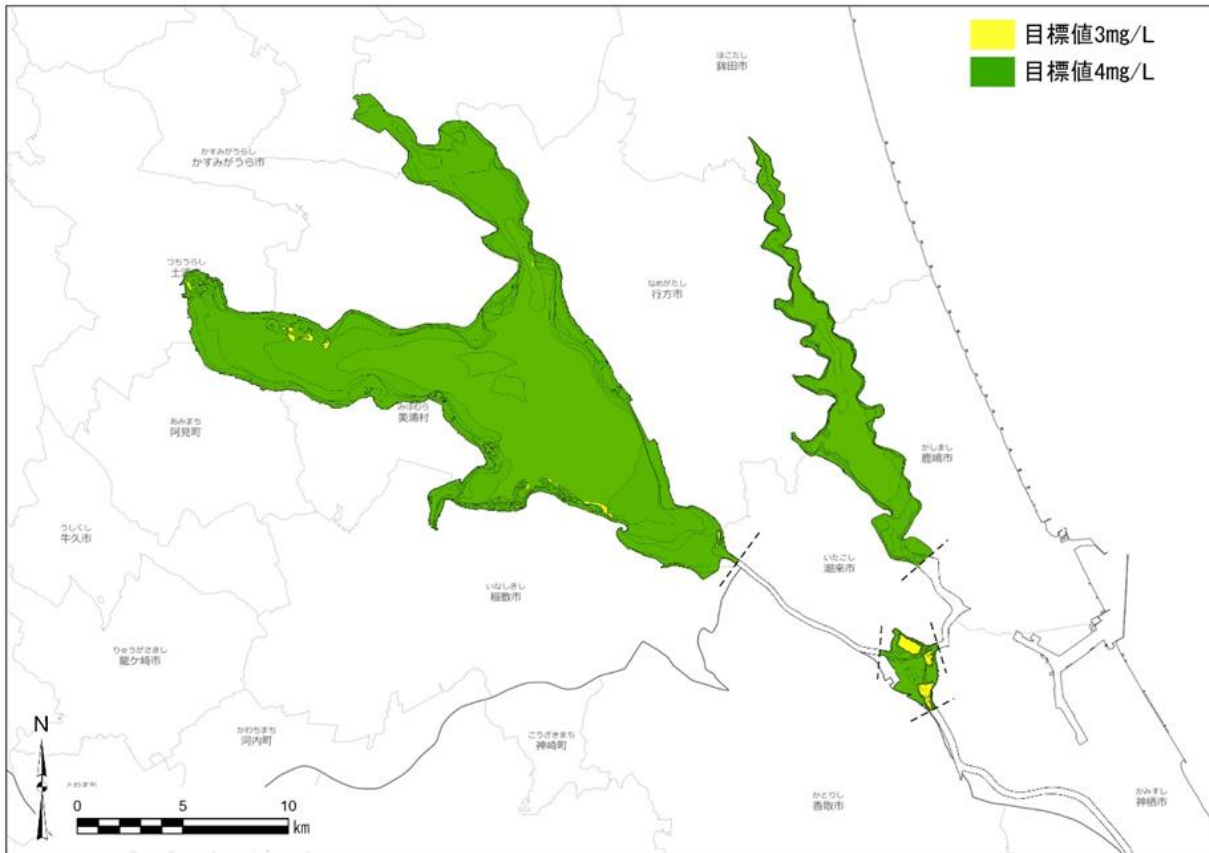 目標値3mg/L
目標値4mg/L
ほこたし
鉾田市
かすみがうらし
かすみがうら市
つちうらし
なめがたし
行方市
みほむら
美浦村
あみまち
阿見町
かしまし
鹿嶋市
うしくし
牛久市
いたこし
潮来市
いなしきし
稲敷市
りゅうがさきし
龍ケ崎市
かわちまち
河内町
こうざきまち
神崎町
かとりし
香取市
かみすし
神栖市
N
0 5 10
km